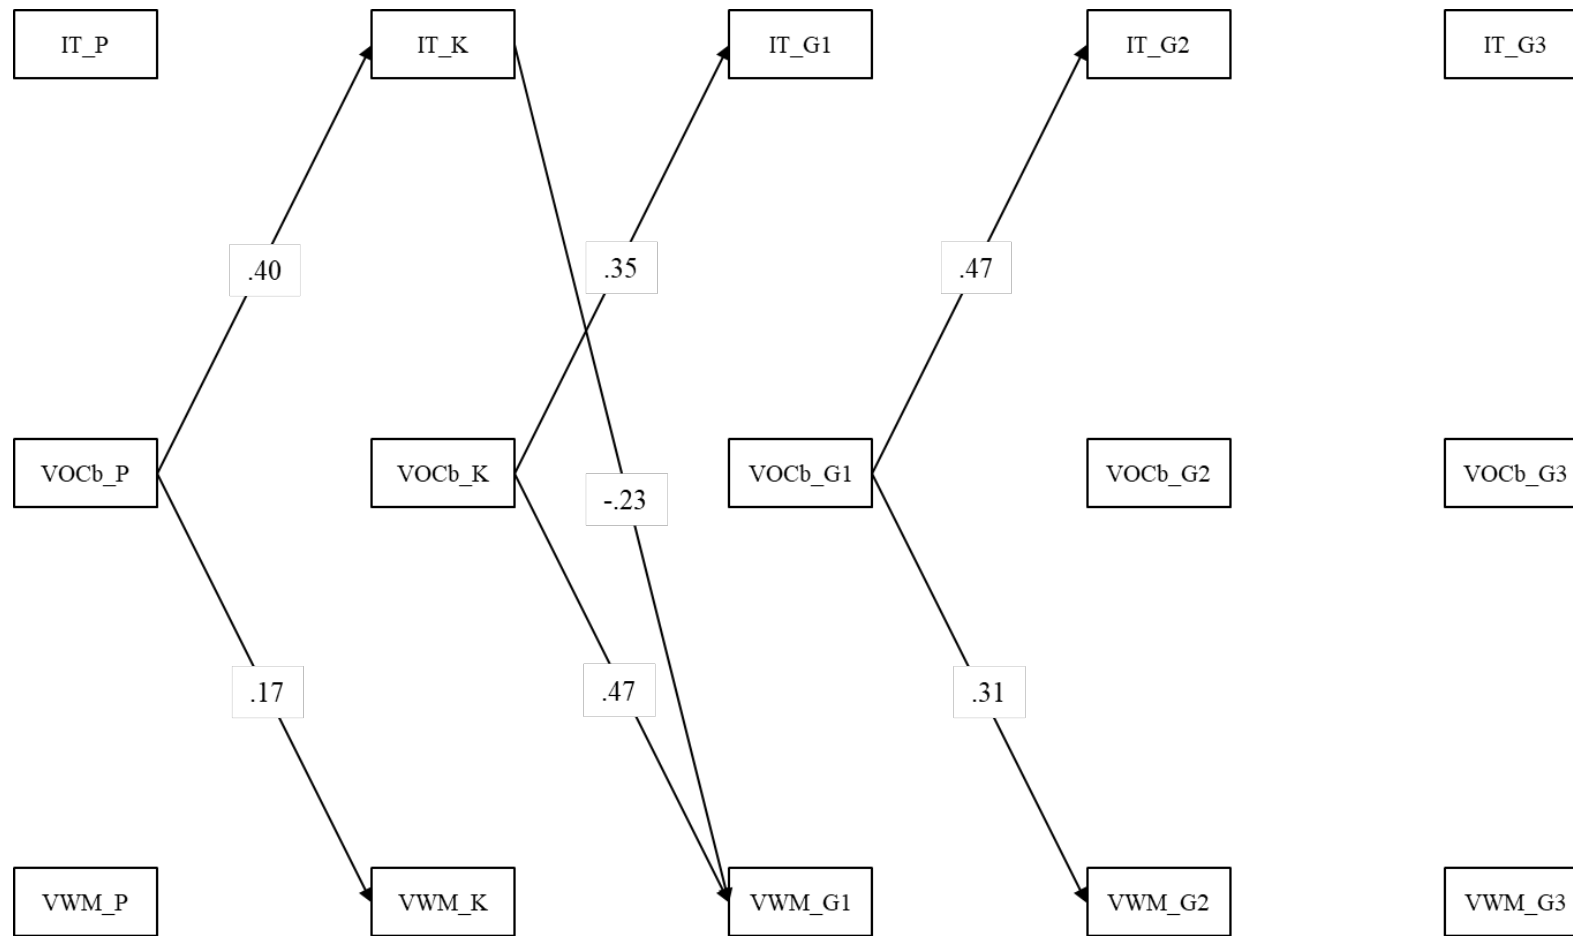 IT_P
IT_K
IT_G1
IT_G2
IT_G3
.40
.35
.47
VOCb_P
VOCb_K
VOCb_G1
VOCb_G2
VOCb_G3
-.23
.17
.47
.31
VWM_P
VWM_K
VWM_G1
VWM_G2
VWM_G3